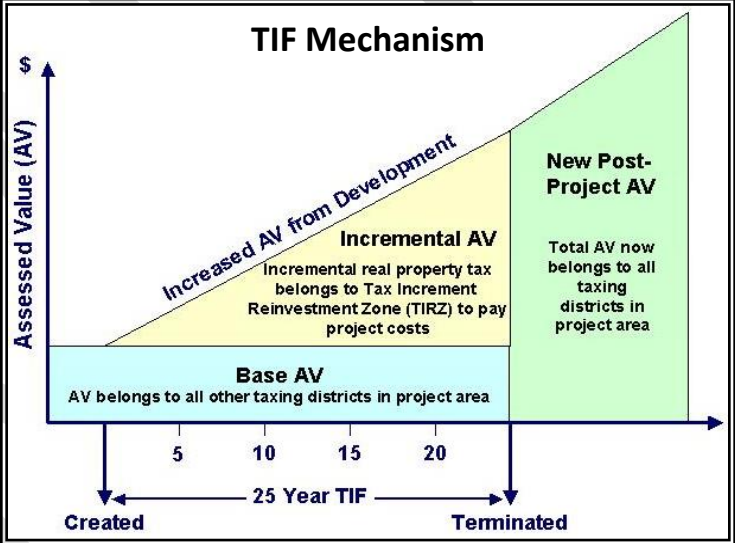 TIF Mechanism
$
Assessed Value (AV)
Increased AV from Development
Incremental AV
Incremental real property tax
belongs to Tax Increment
Reinvestment Zone (TIRZ) to pay
project costs
New Post-
Project AV
Total AV now
belongs to all
taxing
districts in
project area
Base AV
AV belongs to all other taxing districts in project area
5 10 15 20
25 Year TIF
Created Terminated